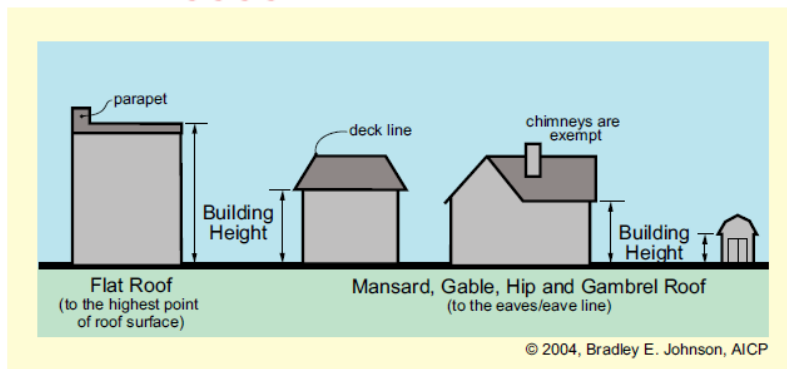 parapet
deck line
chimneys are
exempt
Building
Height
Building
Height
Flat Roof
(to the highest point
of roof surface)
Mansard, Gable, Hip and Gambrel Roof
(to the eaves/eave line)
© 2004, Bradley E. Johnson, AICP